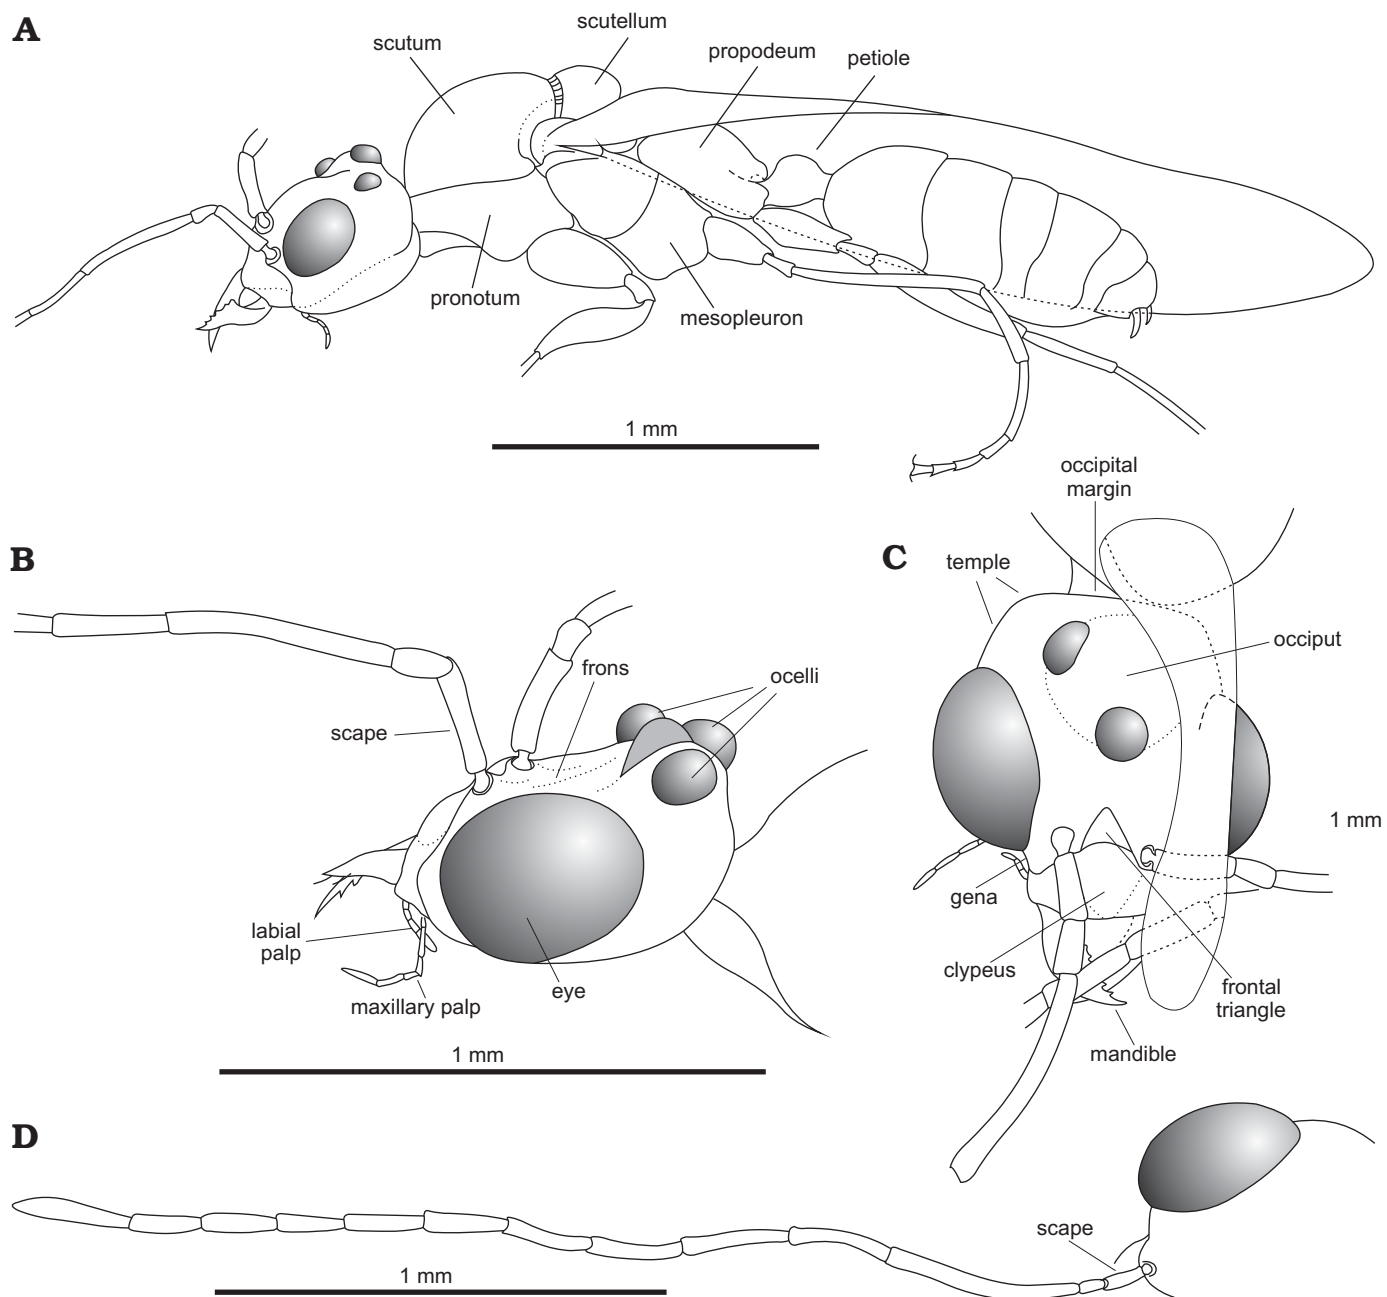 A
scutellum
scutum
propodeum
petiole
pronotum
mesopleuron
1 mm
B
frons
ocelli
scape
labial
palp
eye
maxillary palp
1 mm
C
occipital
margin
temple
occiput
1 mm
gena
clypeus
frontal
triangle
mandible
D
scape
1 mm